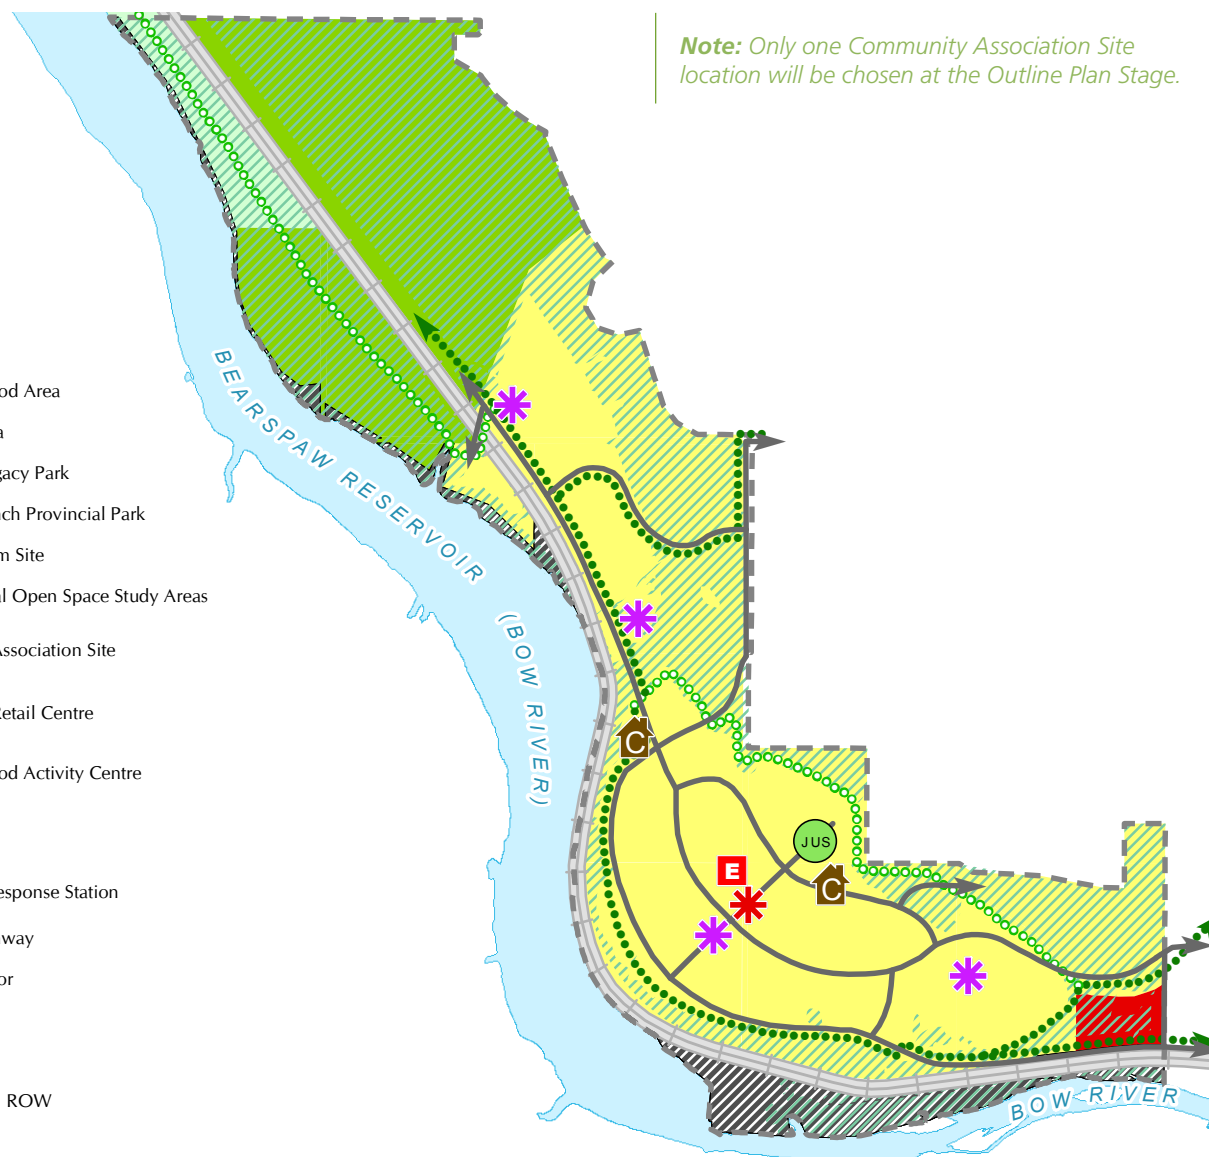 Note: Only one Community Association Site
location will be chosen at the Outline Plan Stage.
od Area
a
gacy Park
nch Provincial Park
m Site
al Open Space Study Areas
Association Site
Retail Centre
od Activity Centre
esponse Station
way
or
ROW
BEARSPAW RESERVOIR
(BOW RIVER)
C
JUS
E
C
BOW RIVER